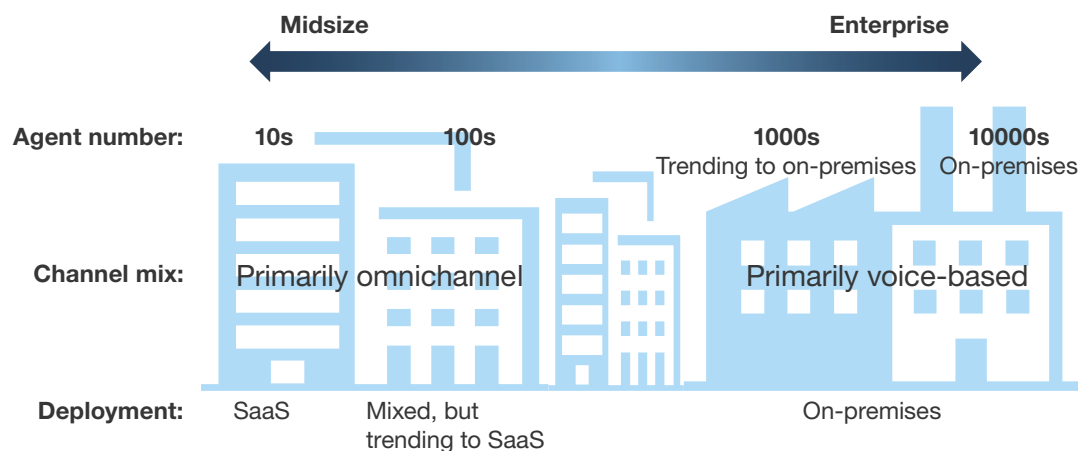 Midsize Enterprise
Agent number: 10s 100s 1000s 10000s
Trending to on-premises On-premises
Channel mix: Primarily omnichannel Primarily voice-based
Deployment: SaaS Mixed, but On-premises
trending to SaaS